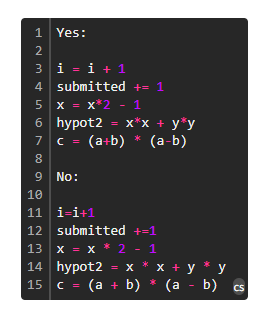 1 Yes:
2
3 i = i + 1
4 submitted += 1
5 x = x*2 - 1
6 hypot2 = x*x + y*y
7 c = (a+b) * (a-b)
8
9 No:
10
11 i=i+1
12 submitted +=1
13 x = x * 2 - 1
14 hypot2 = x * x + y * y
15 c = (a + b) * (a - b)
cs